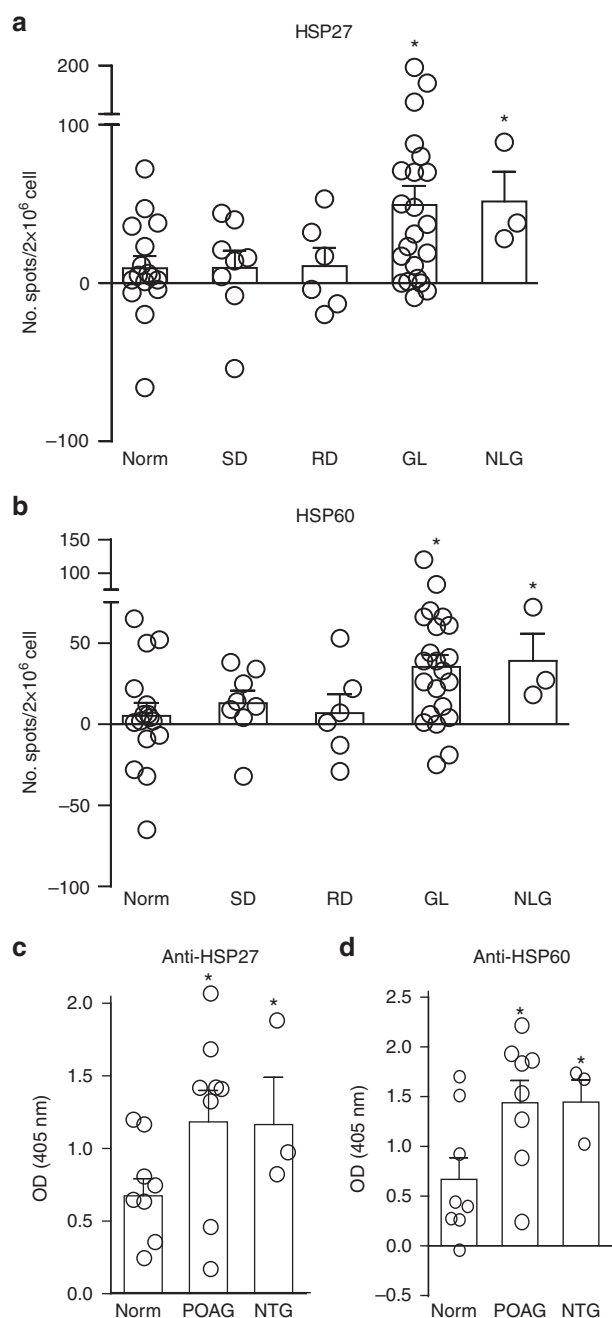 a
HSP27
*
*
200
100
0
−100
No. spots/2×10⁶ cell
Norm SD RD GL NLG
b
HSP60
*
*
150
100
50
0
−50
−100
No. spots/2×10⁶ cell
Norm SD RD GL NLG
c
Anti-HSP27
*
*
2.0
1.5
1.0
0.5
0.0
OD (405 nm)
Norm POAG NTG
d
Anti-HSP60
*
*
2.5
2.0
1.5
1.0
0.5
0.0
−0.5
OD (405 nm)
Norm POAG NTG